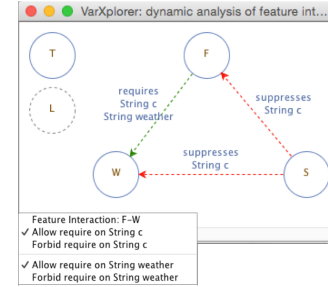 VarXplorer: dynamic analysis of feature int...
T
F
L
requires
String c
String weather
suppresses
String c
suppresses
String c
W
S
Feature Interaction: F-W
✓ Allow require on String c
Forbid require on String c
✓ Allow require on String weather
Forbid require on String weather